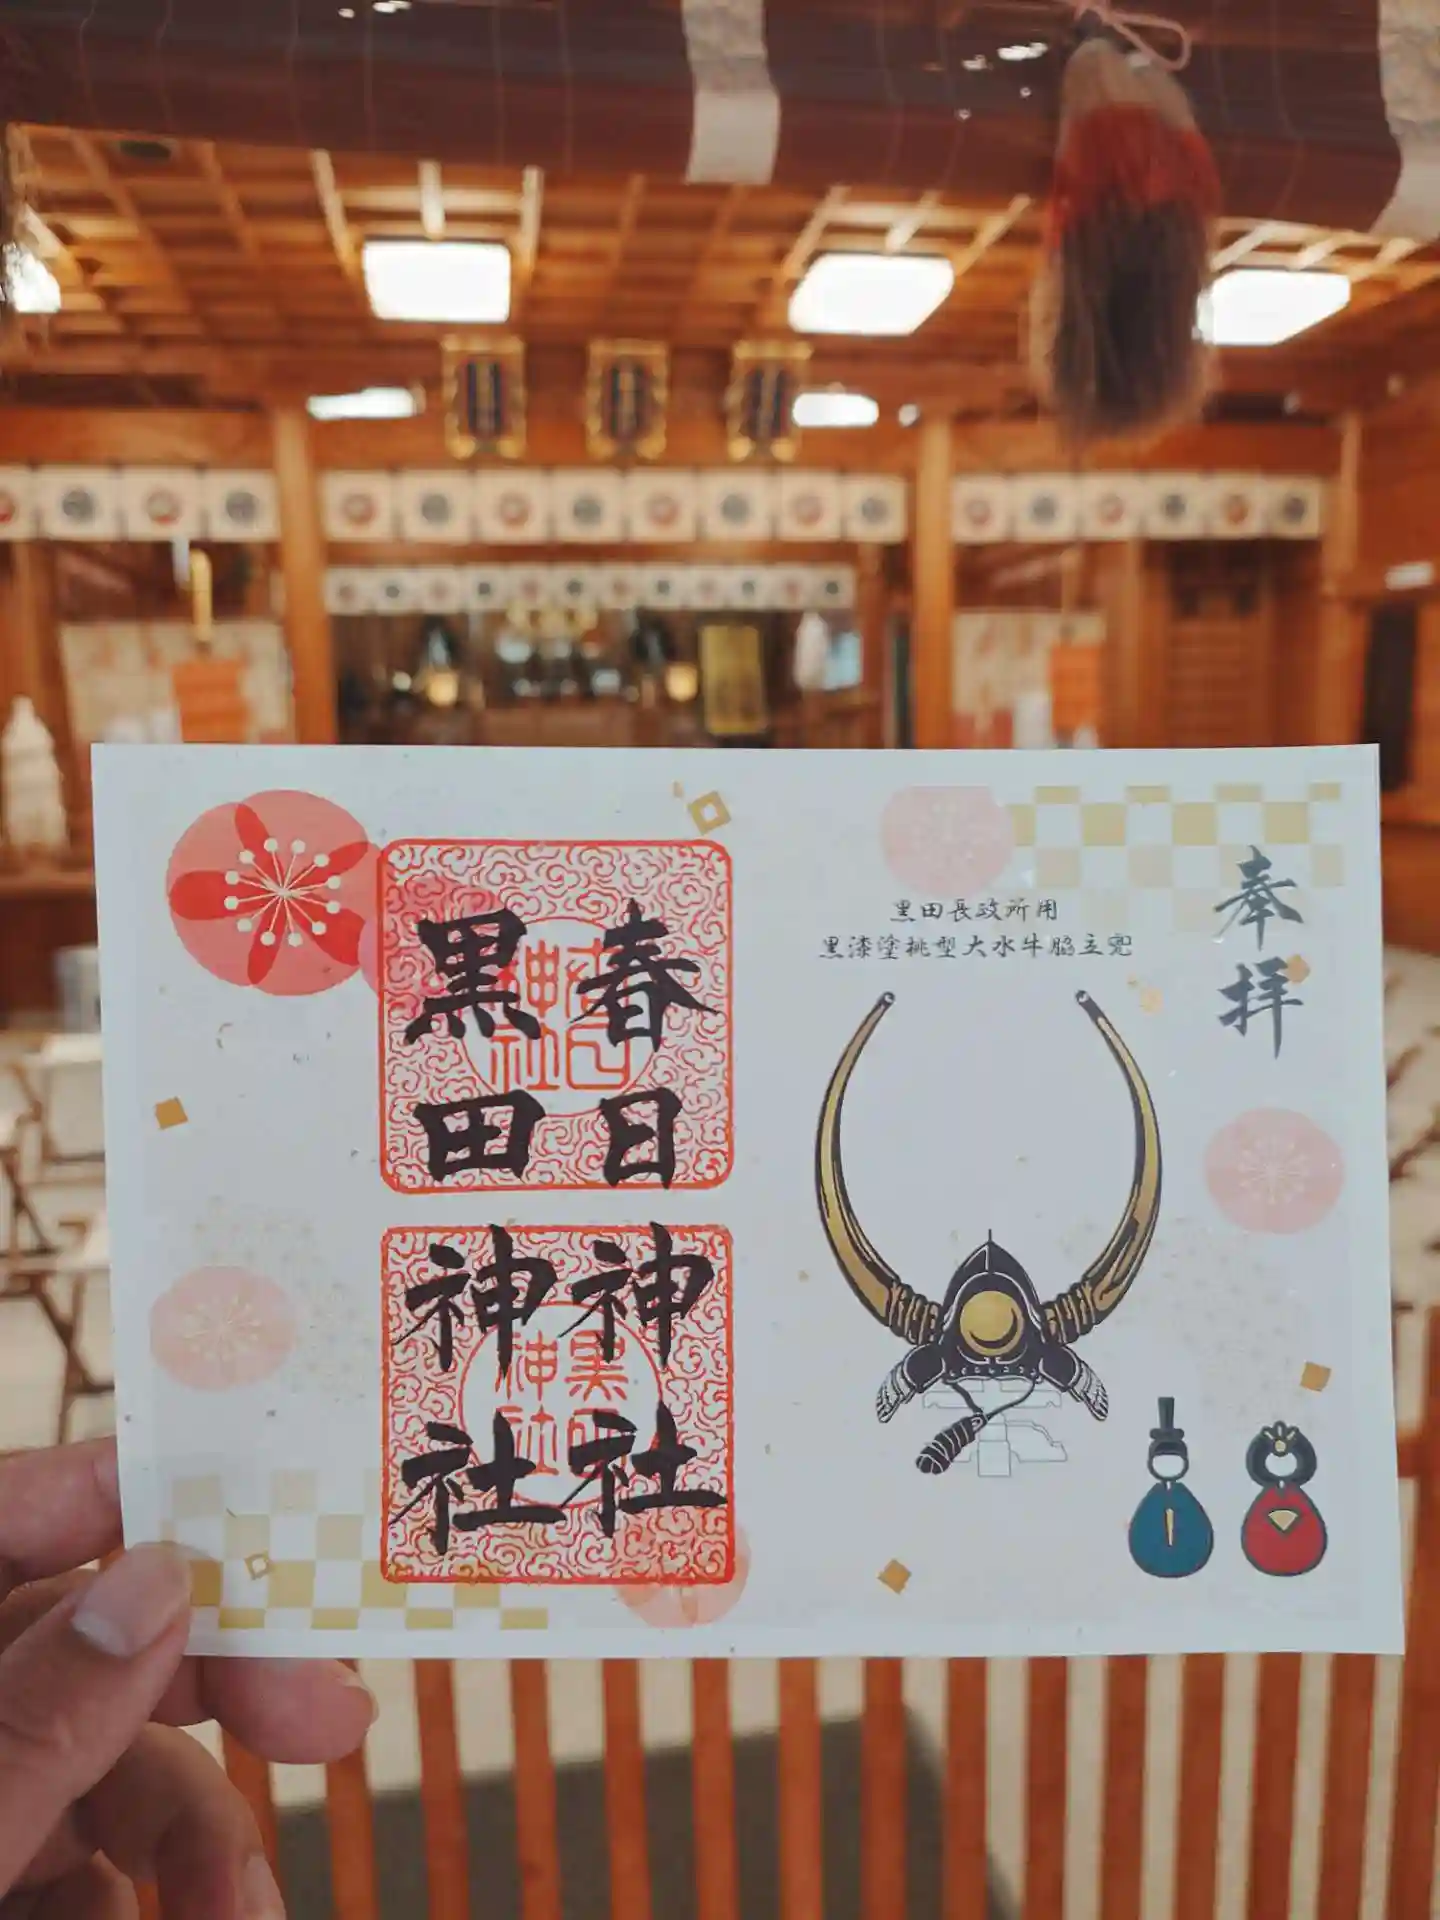 奉拝
黒田長政所用
黒漆塗桃型大水牛脇立兜
春日神社
黒田神社